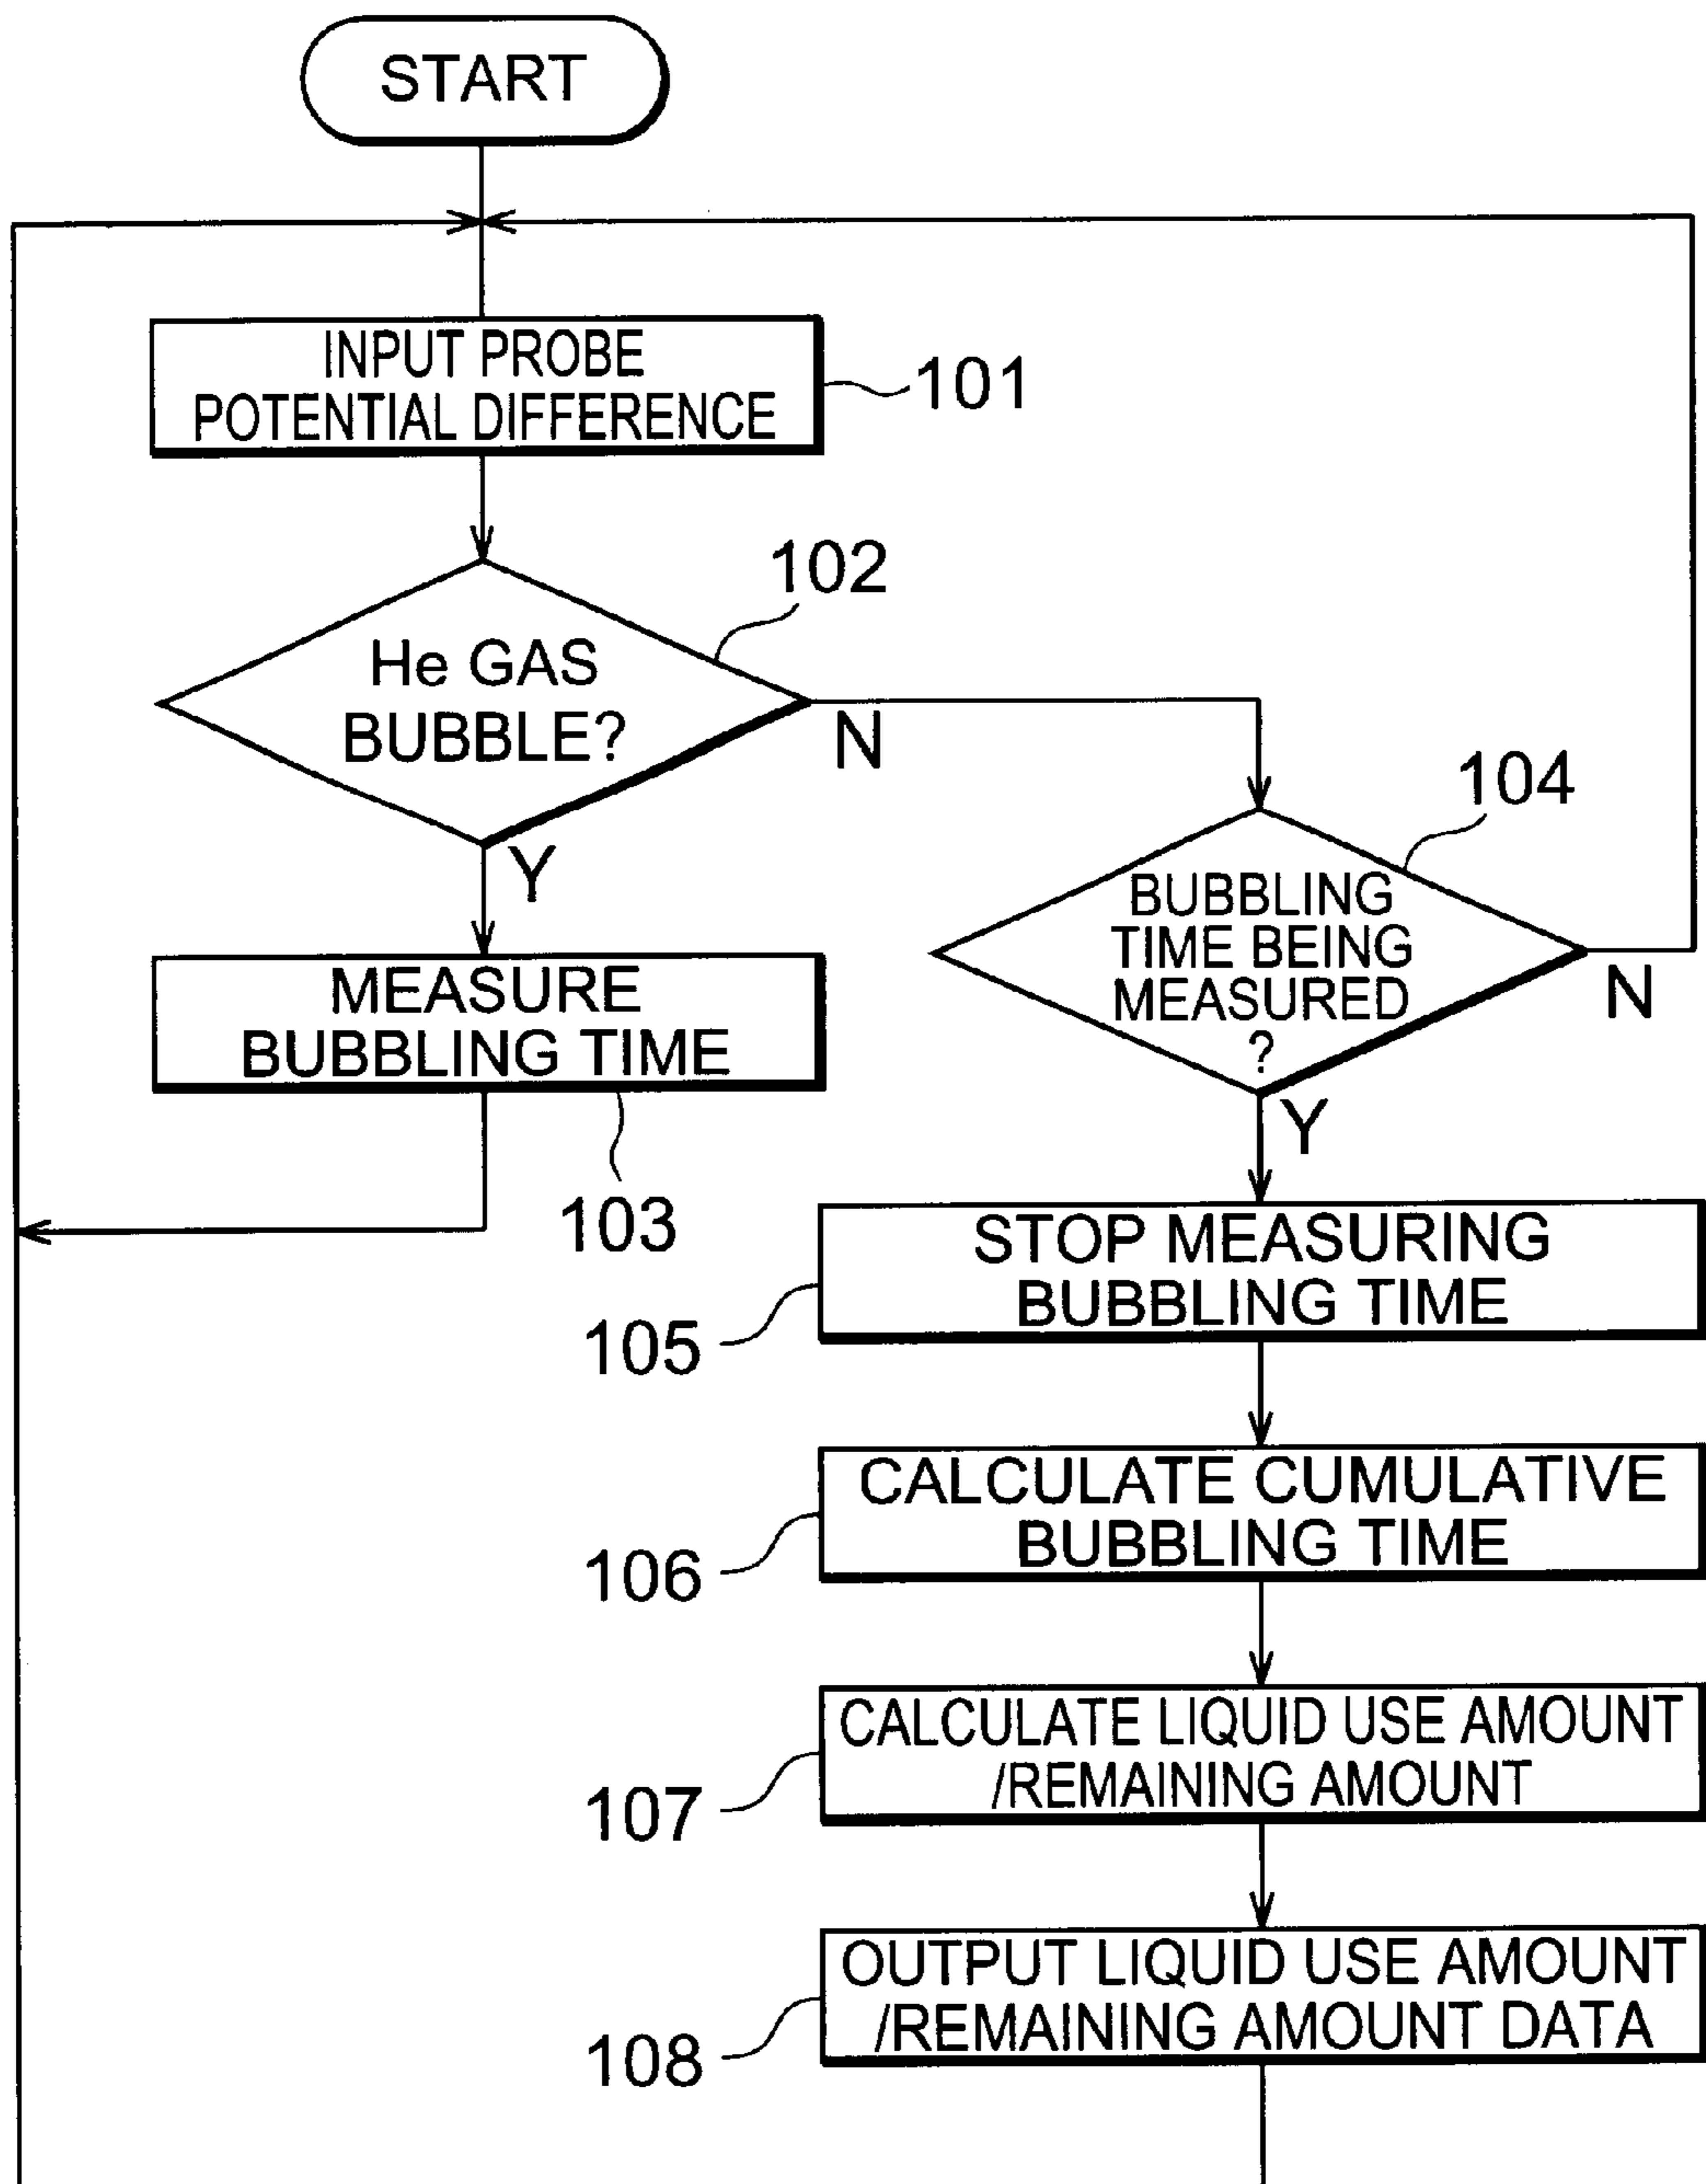 START
INPUT PROBE
POTENTIAL DIFFERENCE
101
102
He GAS
BUBBLE?
N
Y
104
BUBBLING
TIME BEING
MEASURED
?
N
Y
MEASURE
BUBBLING TIME
103
STOP MEASURING
BUBBLING TIME
105
CALCULATE CUMULATIVE
BUBBLING TIME
106
CALCULATE LIQUID USE AMOUNT
/REMAINING AMOUNT
107
OUTPUT LIQUID USE AMOUNT
/REMAINING AMOUNT DATA
108